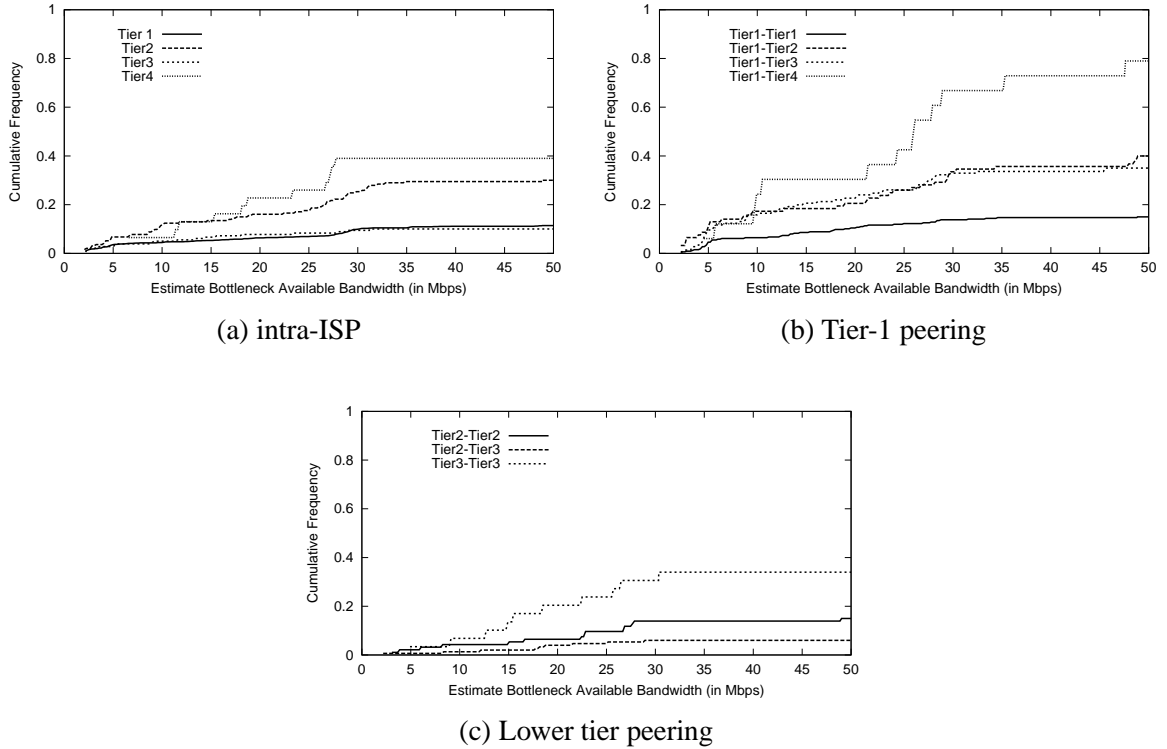 1
0.8
0.6
0.4
0.2
0
Cumulative Frequency
Tier 1
Tier2
Tier3
Tier4
0 5 10 15 20 25 30 35 40 45 50
Estimate Bottleneck Available Bandwidth (in Mbps)
(a) intra-ISP
1
0.8
0.6
0.4
0.2
0
Cumulative Frequency
Tier1-Tier1
Tier1-Tier2
Tier1-Tier3
Tier1-Tier4
0 5 10 15 20 25 30 35 40 45 50
Estimate Bottleneck Available Bandwidth (in Mbps)
(b) Tier-1 peering
1
0.8
0.6
0.4
0.2
0
Cumulative Frequency
Tier2-Tier2
Tier2-Tier3
Tier3-Tier3
0 5 10 15 20 25 30 35 40 45 50
Estimate Bottleneck Available Bandwidth (in Mbps)
(c) Lower tier peering